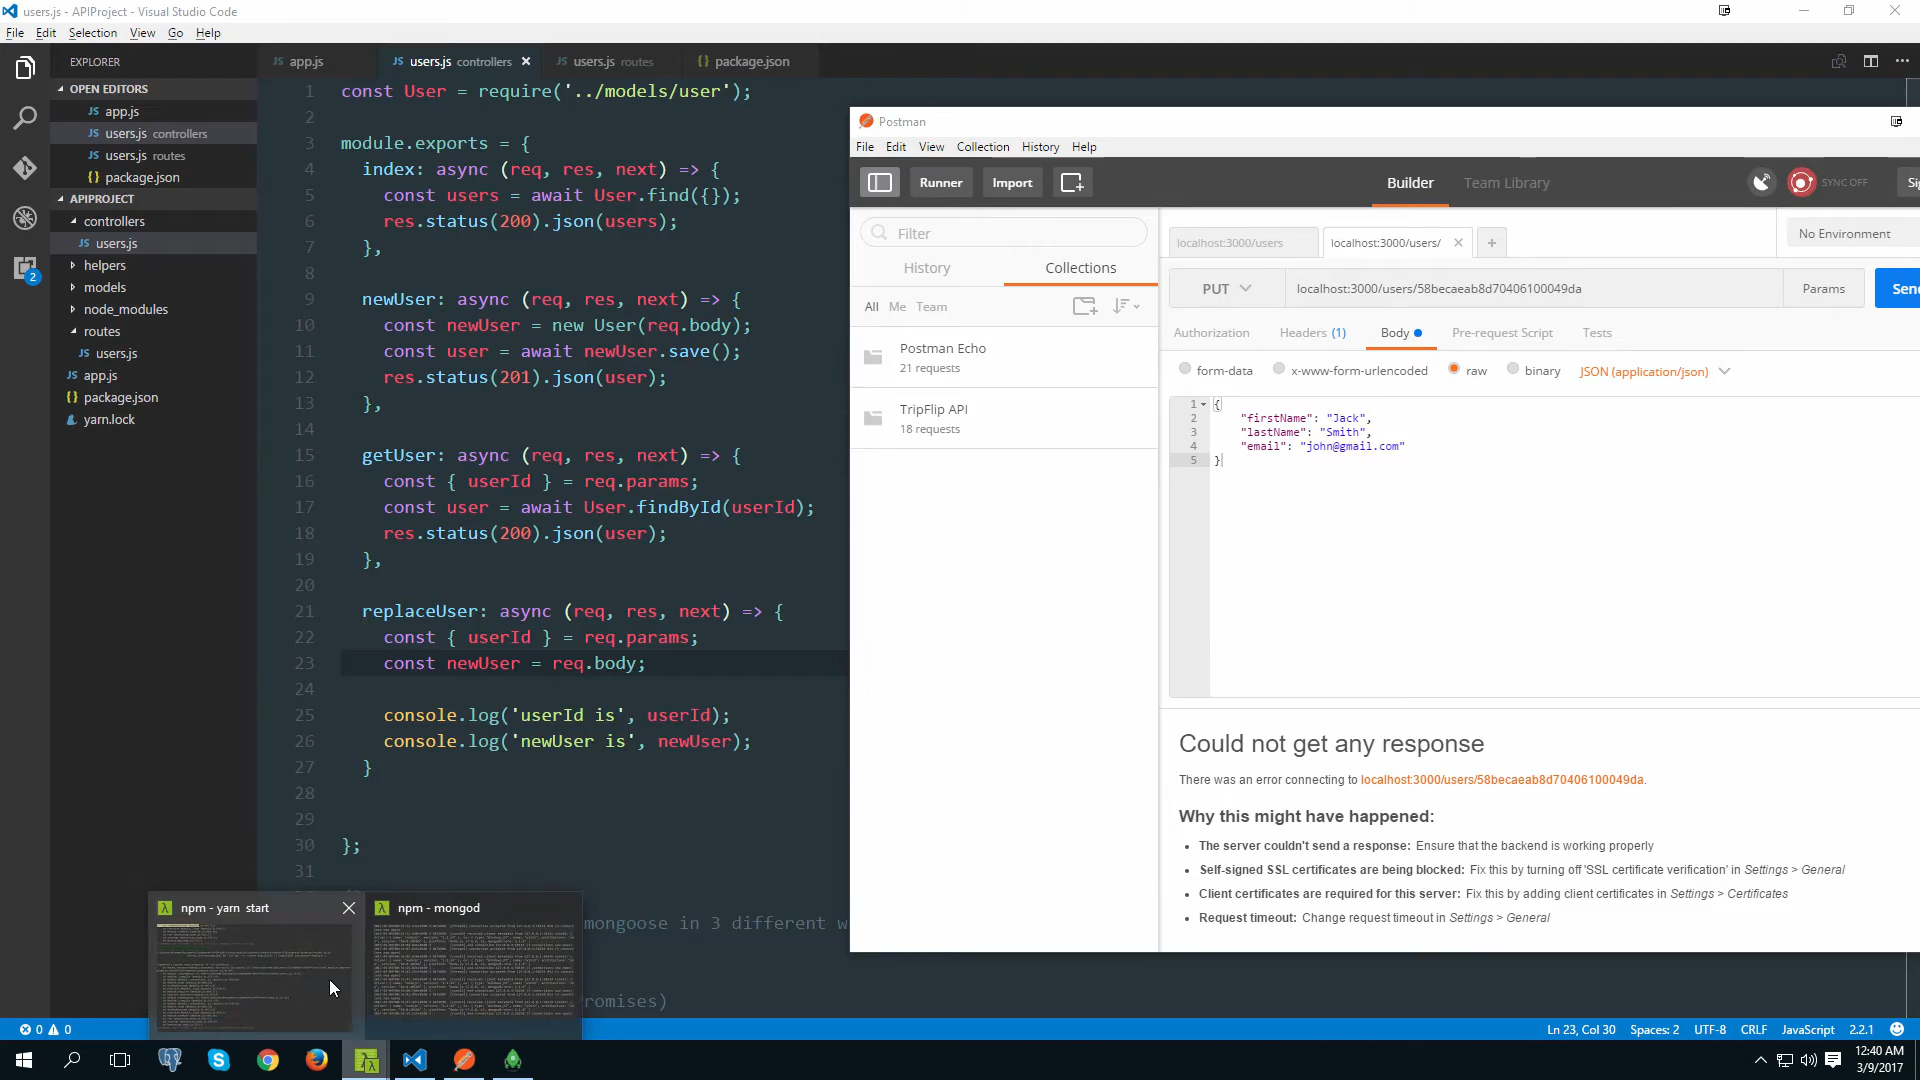 users.js - APIProject - Visual Studio Code
File Edit Selection View Go Help
EXPLORER
OPEN EDITORS
JS app.js
JS users.js controllers
JS users.js routes
{} package.json
APIPROJECT
controllers
JS users.js
helpers
models
node_modules
routes
JS users.js
JS app.js
{} package.json
yarn.lock
2
JS app.js JS users.js controllers JS users.js routes {} package.json
1 const User = require('../models/user');
2
3 module.exports = {
4 index: async (req, res, next) => {
5 const users = await User.find({});
6 res.status(200).json(users);
7 },
8
9 newUser: async (req, res, next) => {
10 const newUser = new User(req.body);
11 const user = await newUser.save();
12 res.status(201).json(user);
13 },
14
15 getUser: async (req, res, next) => {
16 const { userId } = req.params;
17 const user = await User.findById(userId);
18 res.status(200).json(user);
19 },
20
21 replaceUser: async (req, res, next) => {
22 const { userId } = req.params;
23 const newUser = req.body;
24
25 console.log('userId is', userId);
26 console.log('newUser is', newUser);
27 }
28
29
30 };
31
mongoose in 3 different w
omises)
Postman
File Edit View Collection History Help
Runner Import Builder Team Library SYNC OFF
Filter
History Collections
All Me Team
Postman Echo
21 requests
TripFlip API
18 requests
localhost:3000/users localhost:3000/users/ No Environment
PUT localhost:3000/users/58becaeab8d70406100049da Params Sen
Authorization Headers (1) Body Pre-request Script Tests
form-data x-www-form-urlencoded raw binary JSON (application/json)
1 {
2 "firstName": "Jack",
3 "lastName": "Smith",
4 "email": "john@gmail.com"
5 }
Could not get any response
There was an error connecting to localhost:3000/users/58becaeab8d70406100049da.
Why this might have happened:
The server couldn't send a response: Ensure that the backend is working properly
Self-signed SSL certificates are being blocked: Fix this by turning off 'SSL certificate verification' in Settings > General
Client certificates are required for this server: Fix this by adding client certificates in Settings > Certificates
Request timeout: Change request timeout in Settings > General
npm - yarn start
npm - mongod
0 0 Ln 23, Col 30 Spaces: 2 UTF-8 CRLF JavaScript 2.2.1
12:40 AM
3/9/2017